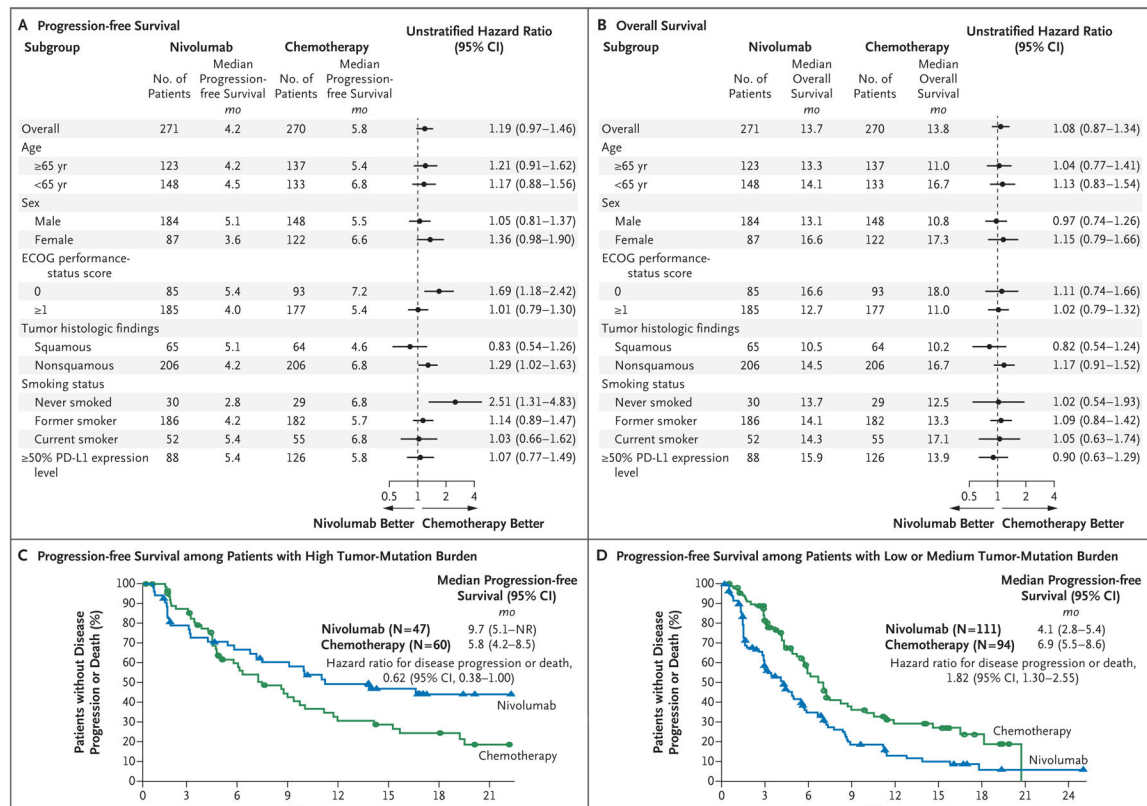 A Progression-free Survival
Subgroup Nivolumab Chemotherapy Unstratified Hazard Ratio (95% CI)
No. of Patients Median Progression-free Survival No. of Patients Median Progression-free Survival
mo mo
Overall 271 4.2 270 5.8 1.19 (0.97–1.46)
Age
≥65 yr 123 4.2 137 5.4 1.21 (0.91–1.62)
<65 yr 148 4.5 133 6.8 1.17 (0.88–1.56)
Sex
Male 184 5.1 148 5.5 1.05 (0.81–1.37)
Female 87 3.6 122 6.6 1.36 (0.98–1.90)
ECOG performance-
status score
0 85 5.4 93 7.2 1.69 (1.18–2.42)
≥1 185 4.0 177 5.4 1.01 (0.79–1.30)
Tumor histologic findings
Squamous 65 5.1 64 4.6 0.83 (0.54–1.26)
Nonsquamous 206 4.2 206 6.8 1.29 (1.02–1.63)
Smoking status
Never smoked 30 2.8 29 6.8 2.51 (1.31–4.83)
Former smoker 186 4.2 182 5.7 1.14 (0.89–1.47)
Current smoker 52 5.4 55 6.8 1.03 (0.66–1.62)
≥50% PD-L1 expression 88 5.4 126 5.8 1.07 (0.77–1.49)
level
0.5 1 2 4
Nivolumab Better Chemotherapy Better
B Overall Survival
Subgroup Nivolumab Chemotherapy Unstratified Hazard Ratio (95% CI)
No. of Patients Median Overall Survival No. of Patients Median Overall Survival
mo mo
Overall 271 13.7 270 13.8 1.08 (0.87–1.34)
Age
≥65 yr 123 13.3 137 11.0 1.04 (0.77–1.41)
<65 yr 148 14.1 133 16.7 1.13 (0.83–1.54)
Sex
Male 184 13.1 148 10.8 0.97 (0.74–1.26)
Female 87 16.6 122 17.3 1.15 (0.79–1.66)
ECOG performance-
status score
0 85 16.6 93 18.0 1.11 (0.74–1.66)
≥1 185 12.7 177 11.0 1.02 (0.79–1.32)
Tumor histologic findings
Squamous 65 10.5 64 10.2 0.82 (0.54–1.24)
Nonsquamous 206 14.5 206 16.7 1.17 (0.91–1.52)
Smoking status
Never smoked 30 13.7 29 12.5 1.02 (0.54–1.93)
Former smoker 186 14.1 182 13.3 1.09 (0.84–1.42)
Current smoker 52 14.3 55 17.1 1.05 (0.63–1.74)
≥50% PD-L1 expression 88 15.9 126 13.9 0.90 (0.63–1.29)
level
0.5 1 2 4
Nivolumab Better Chemotherapy Better
C Progression-free Survival among Patients with High Tumor-Mutation Burden
Patients without Disease
Progression or Death (%)
100
90
80
70
60
50
40
30
20
10
0
0 3 6 9 12 15 18 21
Median Progression-free
Survival (95% CI)
mo
Nivolumab (N=47) 9.7 (5.1–NR)
Chemotherapy (N=60) 5.8 (4.2–8.5)
Hazard ratio for disease progression or death,
0.62 (95% CI, 0.38–1.00)
Nivolumab
Chemotherapy
D Progression-free Survival among Patients with Low or Medium Tumor-Mutation Burden
Patients without Disease
Progression or Death (%)
100
90
80
70
60
50
40
30
20
10
0
0 3 6 9 12 15 18 21 24
Median Progression-free
Survival (95% CI)
mo
Nivolumab (N=111) 4.1 (2.8–5.4)
Chemotherapy (N=94) 6.9 (5.5–8.6)
Hazard ratio for disease progression or death,
1.82 (95% CI, 1.30–2.55)
Chemotherapy
Nivolumab